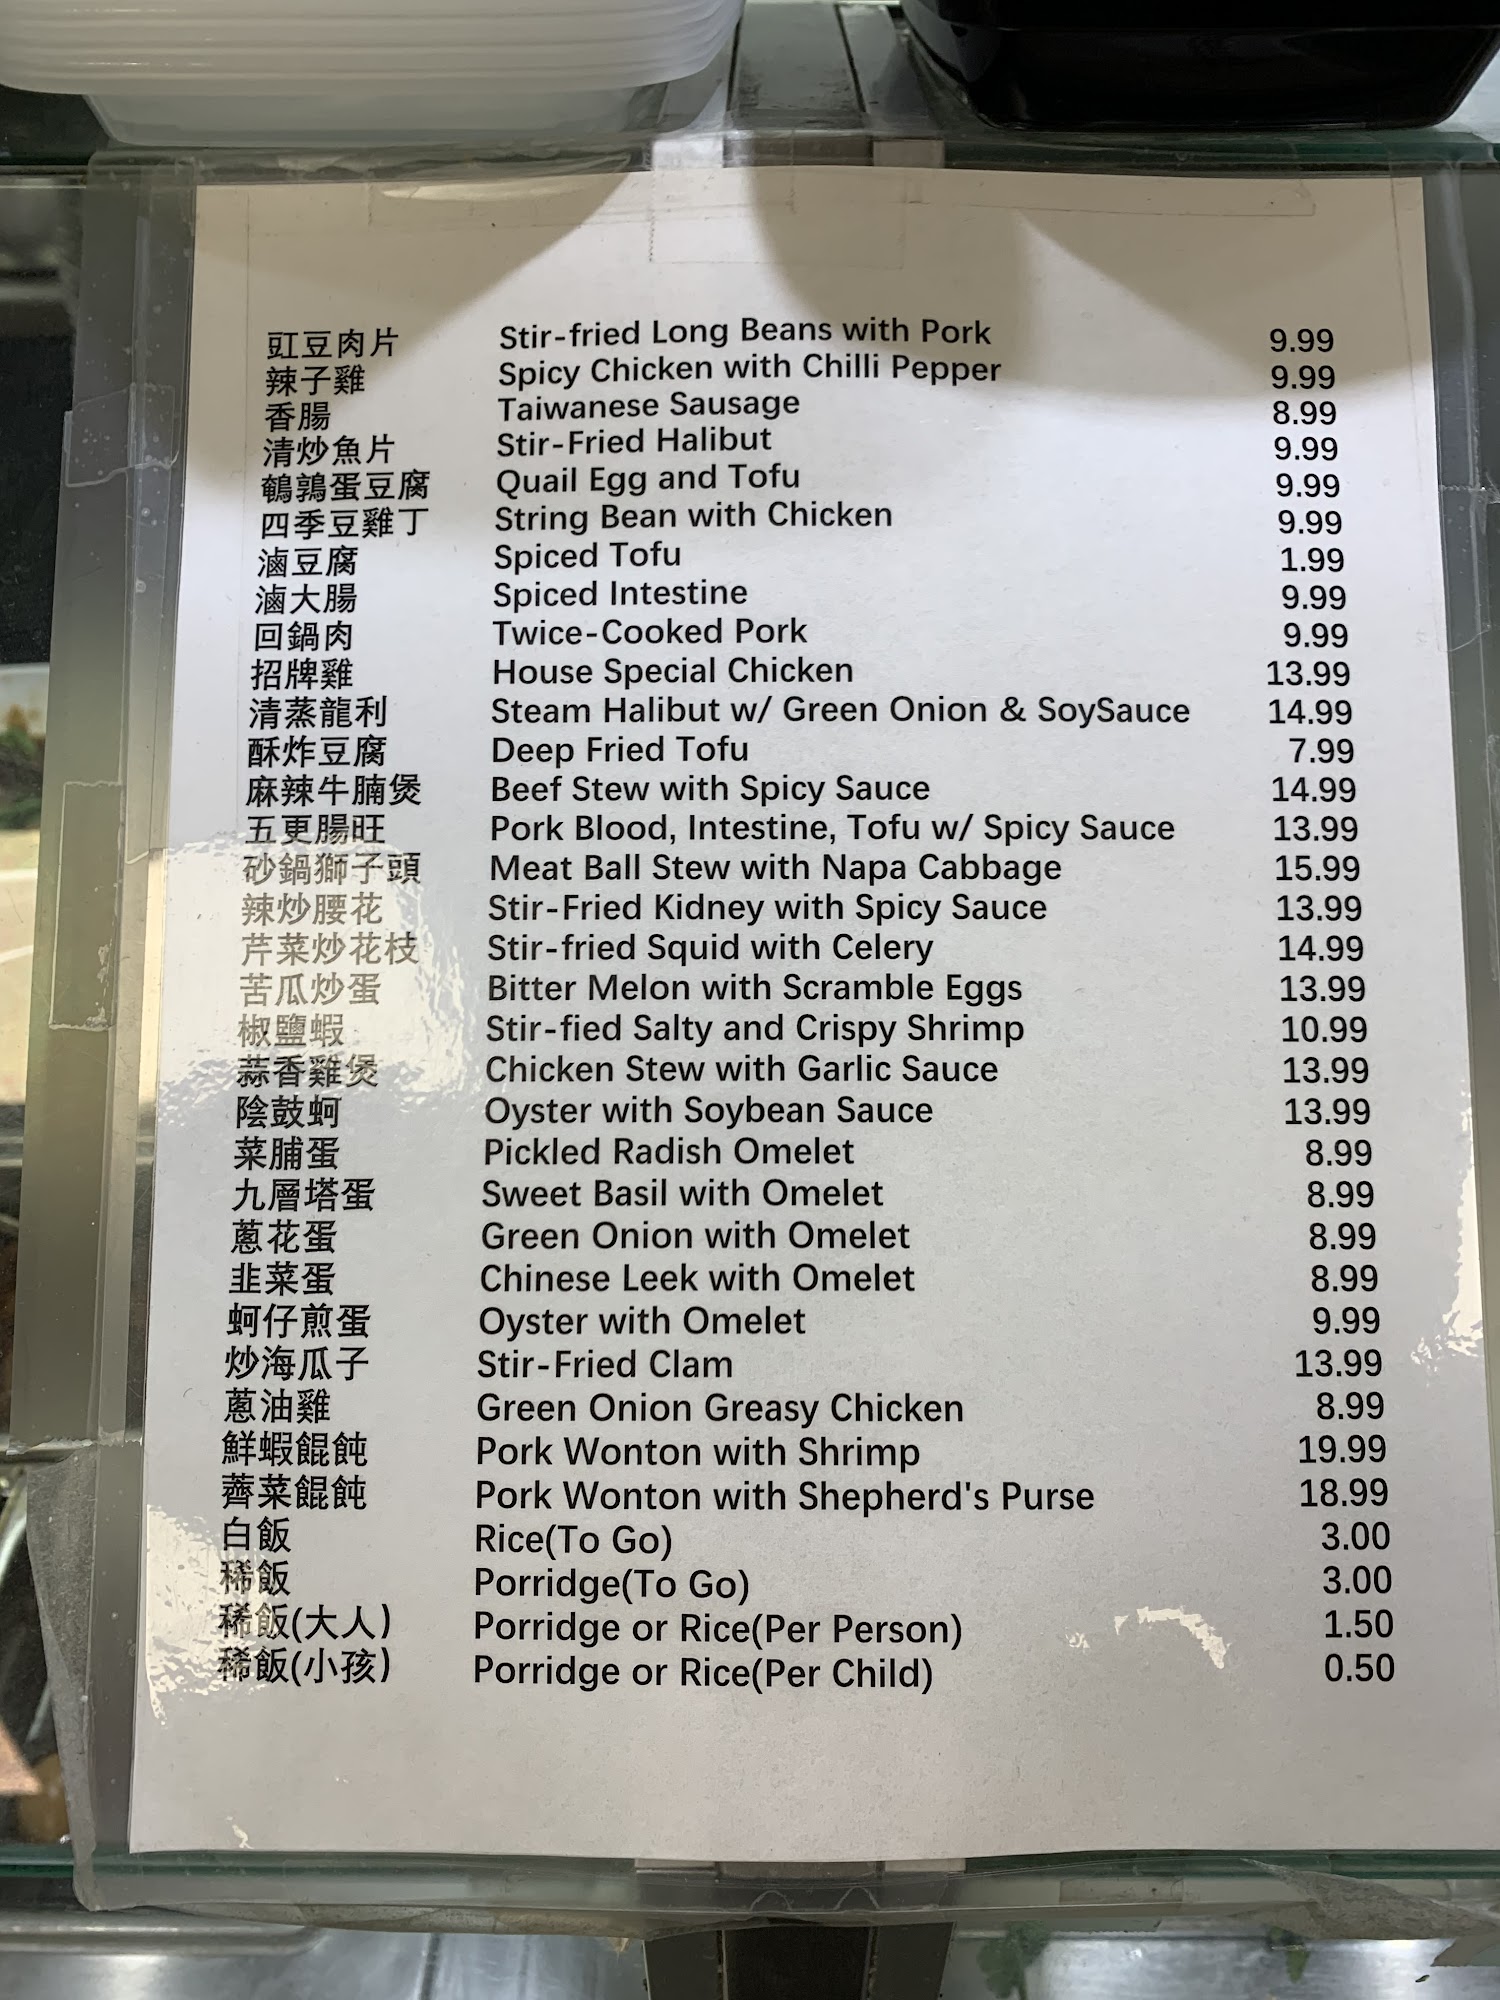 豇豆肉片 Stir-fried Long Beans with Pork 9.99
辣子雞 Spicy Chicken with Chilli Pepper 9.99
香腸 Taiwanese Sausage 8.99
清炒魚片 Stir-Fried Halibut 9.99
鵪鶉蛋豆腐 Quail Egg and Tofu 9.99
四季豆雞丁 String Bean with Chicken 9.99
滷豆腐 Spiced Tofu 1.99
滷大腸 Spiced Intestine 9.99
回鍋肉 Twice-Cooked Pork 9.99
招牌雞 House Special Chicken 13.99
清蒸龍利 Steam Halibut w/ Green Onion & SoySauce 14.99
酥炸豆腐 Deep Fried Tofu 7.99
麻辣牛腩煲 Beef Stew with Spicy Sauce 14.99
五更腸旺 Pork Blood, Intestine, Tofu w/ Spicy Sauce 13.99
砂鍋獅子頭 Meat Ball Stew with Napa Cabbage 15.99
辣炒腰花 Stir-Fried Kidney with Spicy Sauce 13.99
芹菜炒花枝 Stir-fried Squid with Celery 14.99
苦瓜炒蛋 Bitter Melon with Scramble Eggs 13.99
椒鹽蝦 Stir-fied Salty and Crispy Shrimp 10.99
蒜香雞煲 Chicken Stew with Garlic Sauce 13.99
陰鼓蚵 Oyster with Soybean Sauce 13.99
菜脯蛋 Pickled Radish Omelet 8.99
九層塔蛋 Sweet Basil with Omelet 8.99
蔥花蛋 Green Onion with Omelet 8.99
韭菜蛋 Chinese Leek with Omelet 8.99
蚵仔煎蛋 Oyster with Omelet 9.99
炒海瓜子 Stir-Fried Clam 13.99
蔥油雞 Green Onion Greasy Chicken 8.99
鮮蝦餛飩 Pork Wonton with Shrimp 19.99
薺菜餛飩 Pork Wonton with Shepherd's Purse 18.99
白飯 Rice(To Go) 3.00
稀飯 Porridge(To Go) 3.00
稀飯(大人) Porridge or Rice(Per Person) 1.50
稀飯(小孩) Porridge or Rice(Per Child) 0.50